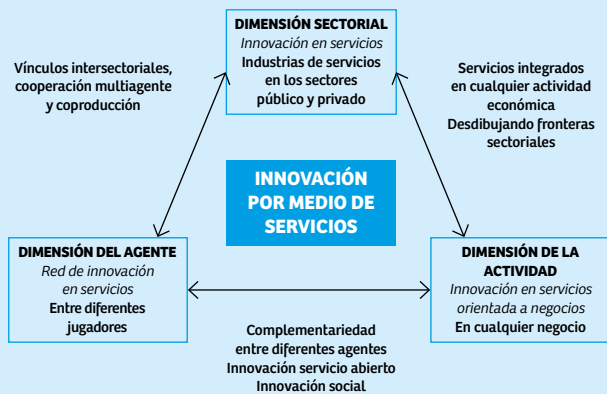 DIMENSIÓN SECTORIAL
Innovación en servicios
Industrias de servicios
en los sectores
público y privado
Vínculos intersectoriales,
cooperación multiagente
y coproducción
Servicios integrados
en cualquier actividad
económica
Desdibujando fronteras
sectoriales
INNOVACIÓN
POR MEDIO DE
SERVICIOS
DIMENSIÓN DEL AGENTE
Red de innovación
en servicios
Entre diferentes
jugadores
DIMENSIÓN DE LA
ACTIVIDAD
Innovación en servicios
orientada a negocios
En cualquier negocio
Complementariedad
entre diferentes agentes
Innovación servicio abierto
Innovación social